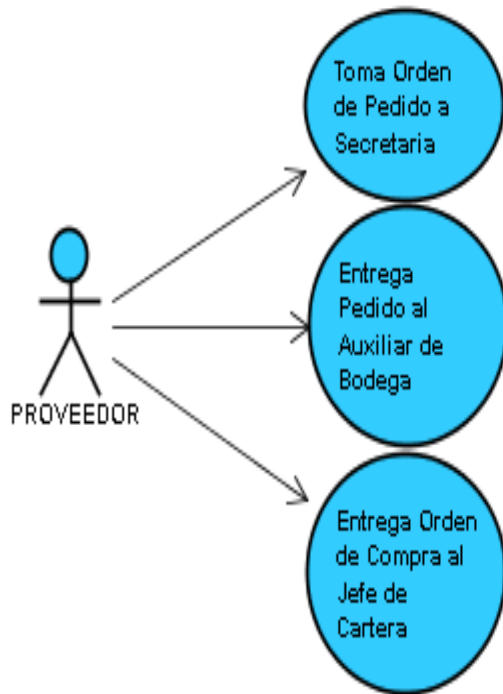 Toma Orden
de Pedido a
Secretaria
Entrega
Pedido al
Auxiliar de
Bodega
PROVEEDOR
Entrega Orden
de Compra al
Jefe de
Cartera